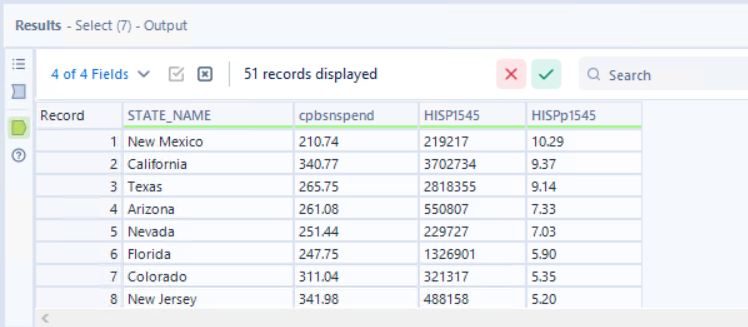 Results - Select (7) - Output
4 of 4 Fields 51 records displayed Search
Record STATE_NAME cpbsnspend HISP1545 HISPp1545
1 New Mexico 210.74 219217 10.29
2 California 340.77 3702734 9.37
3 Texas 265.75 2818355 9.14
4 Arizona 261.08 550807 7.33
5 Nevada 251.44 229727 7.03
6 Florida 247.75 1326901 5.90
7 Colorado 311.04 321317 5.35
8 New Jersey 341.98 488158 5.20